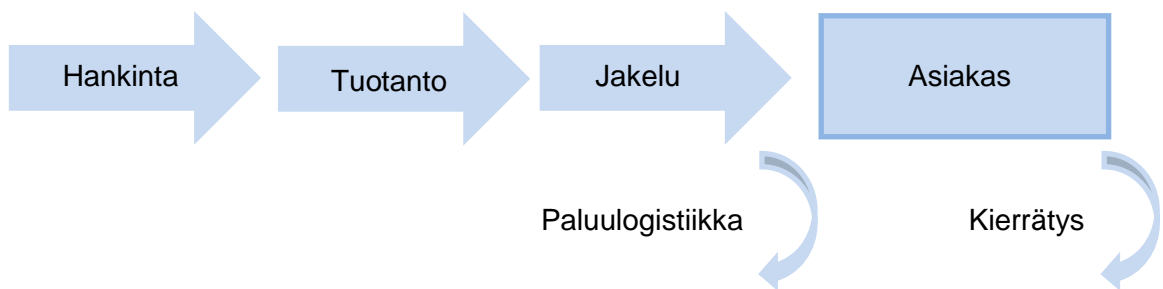 Hankinta
Tuotanto
Jakelu
Asiakas
Paluulogistiikka
Kierrätys